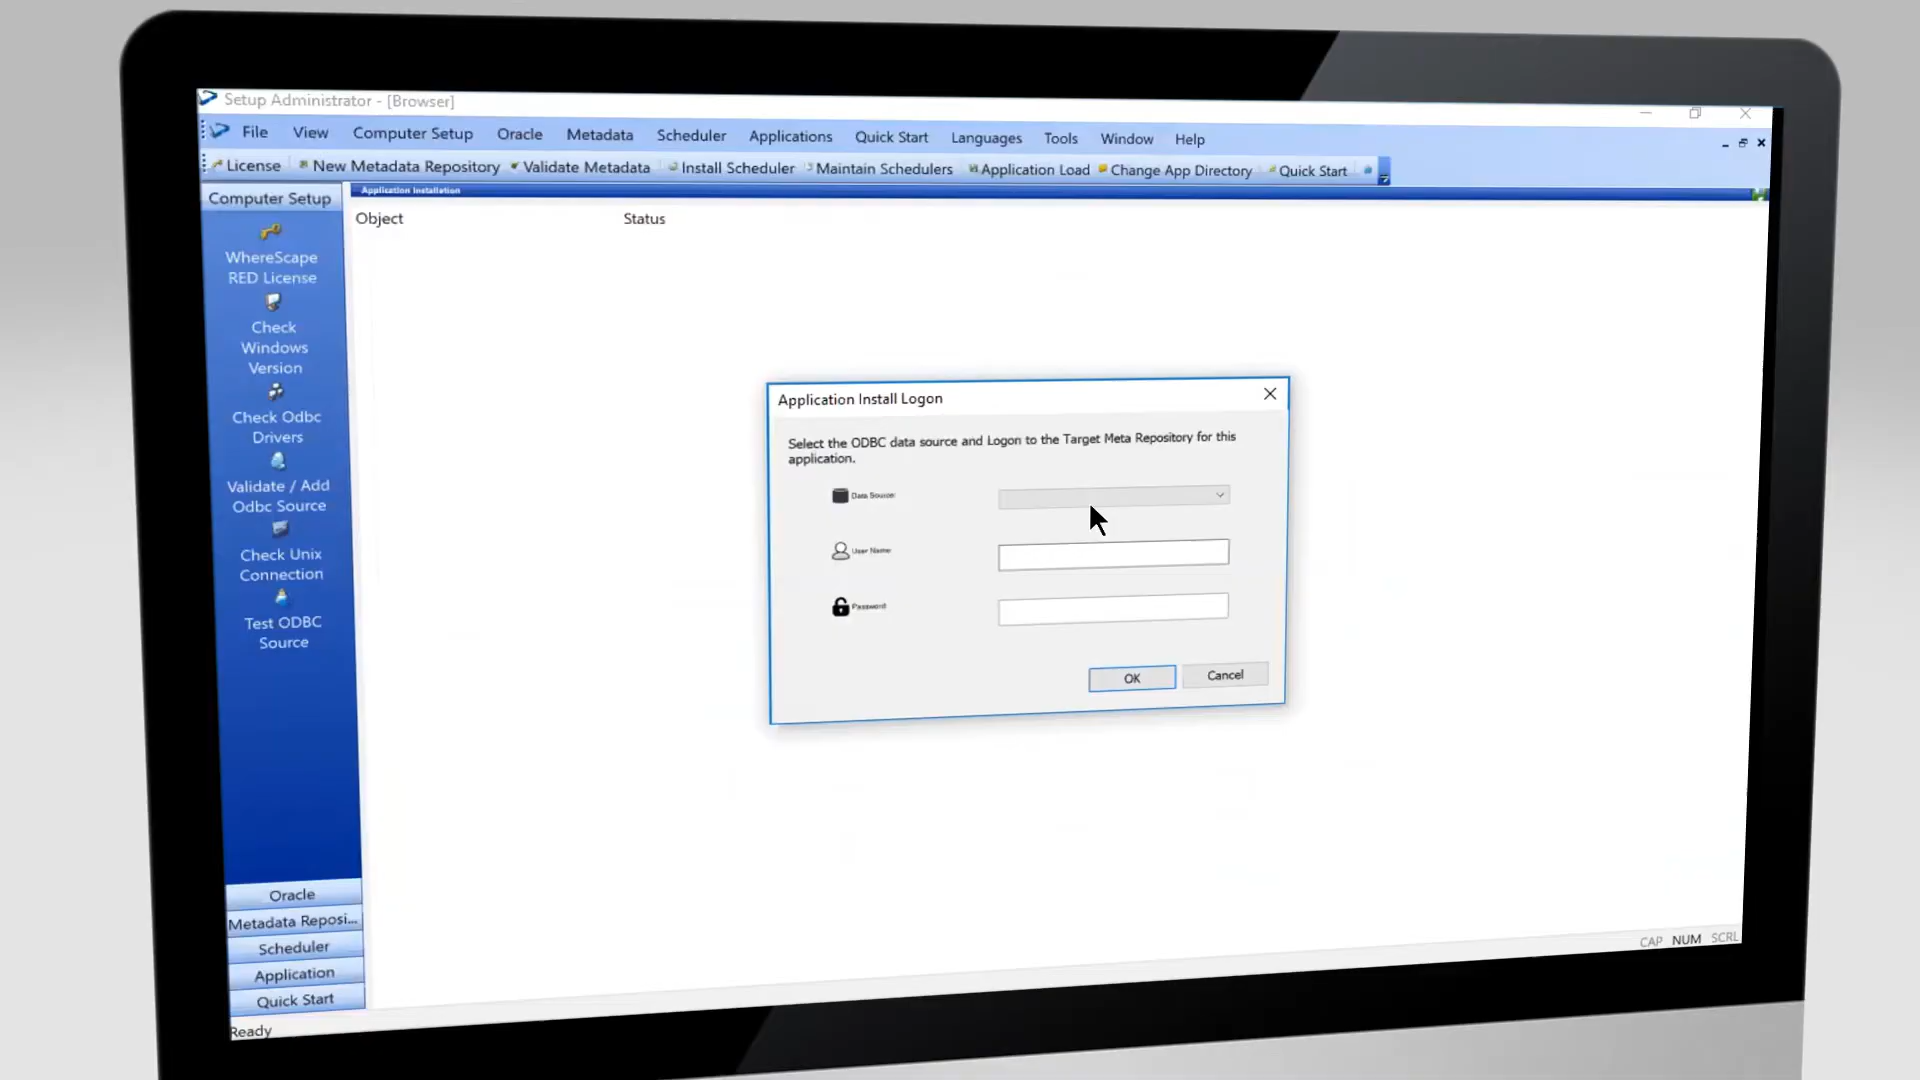 Setup Administrator - [Browser]
File View Computer Setup Oracle Metadata Scheduler Applications Quick Start Languages Tools Window Help
License New Metadata Repository Validate Metadata Install Scheduler Maintain Schedulers Application Load Change App Directory Quick Start
Computer Setup
Application Installation
Object Status
WhereScape
RED License
Check
Windows
Version
Check Odbc
Drivers
Validate / Add
Odbc Source
Check Unix
Connection
Test ODBC
Source
Application Install Logon
Select the ODBC data source and Logon to the Target Meta Repository for this
application.
Data Source
User Name
Password
OK Cancel
Oracle
Metadata Reposi...
Scheduler
Application
Quick Start
Ready
CAP NUM SCRL